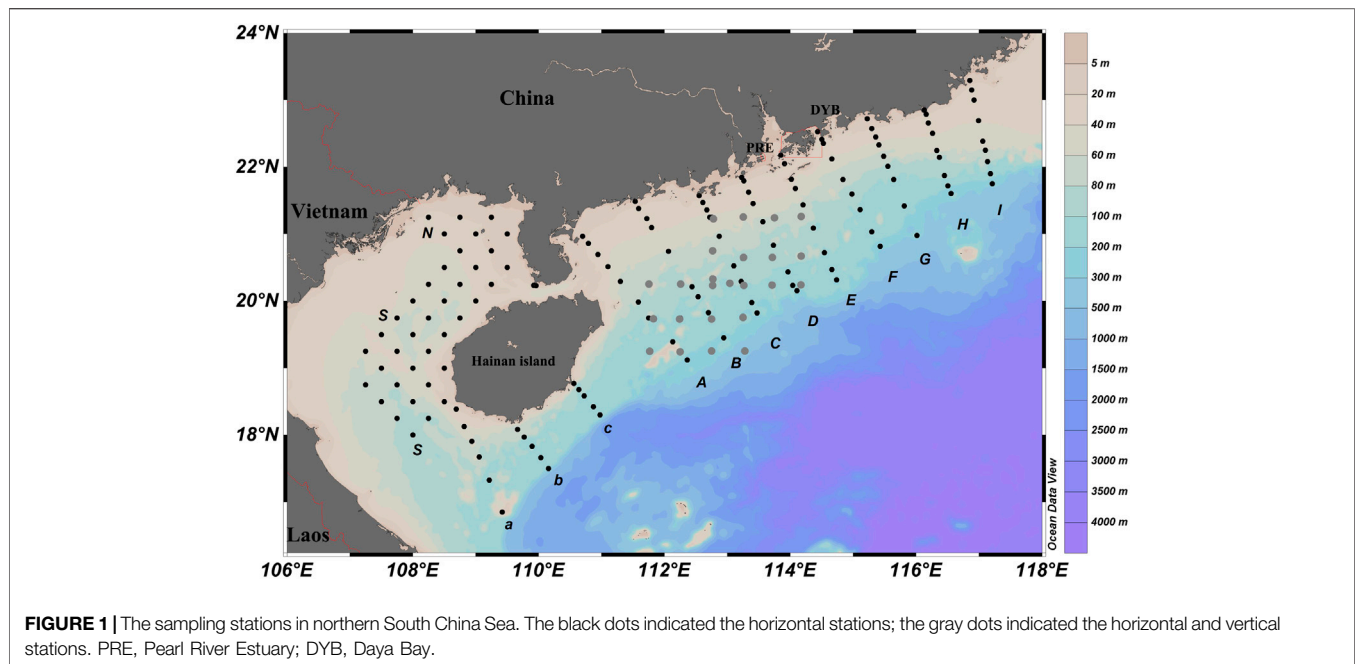 24°N
22°N
20°N
18°N
106°E
108°E
110°E
112°E
114°E
116°E
118°E
China
Vietnam
Laos
Hainan island
PRE
DYB
N
S
S
a
b
c
A
B
C
D
E
F
G
H
I
5 m
20 m
40 m
60 m
80 m
100 m
200 m
300 m
500 m
1000 m
1500 m
2000 m
2500 m
3000 m
3500 m
4000 m
Ocean Data View
FIGURE 1 | The sampling stations in northern South China Sea. The black dots indicated the horizontal stations; the gray dots indicated the horizontal and vertical
stations. PRE, Pearl River Estuary; DYB, Daya Bay.